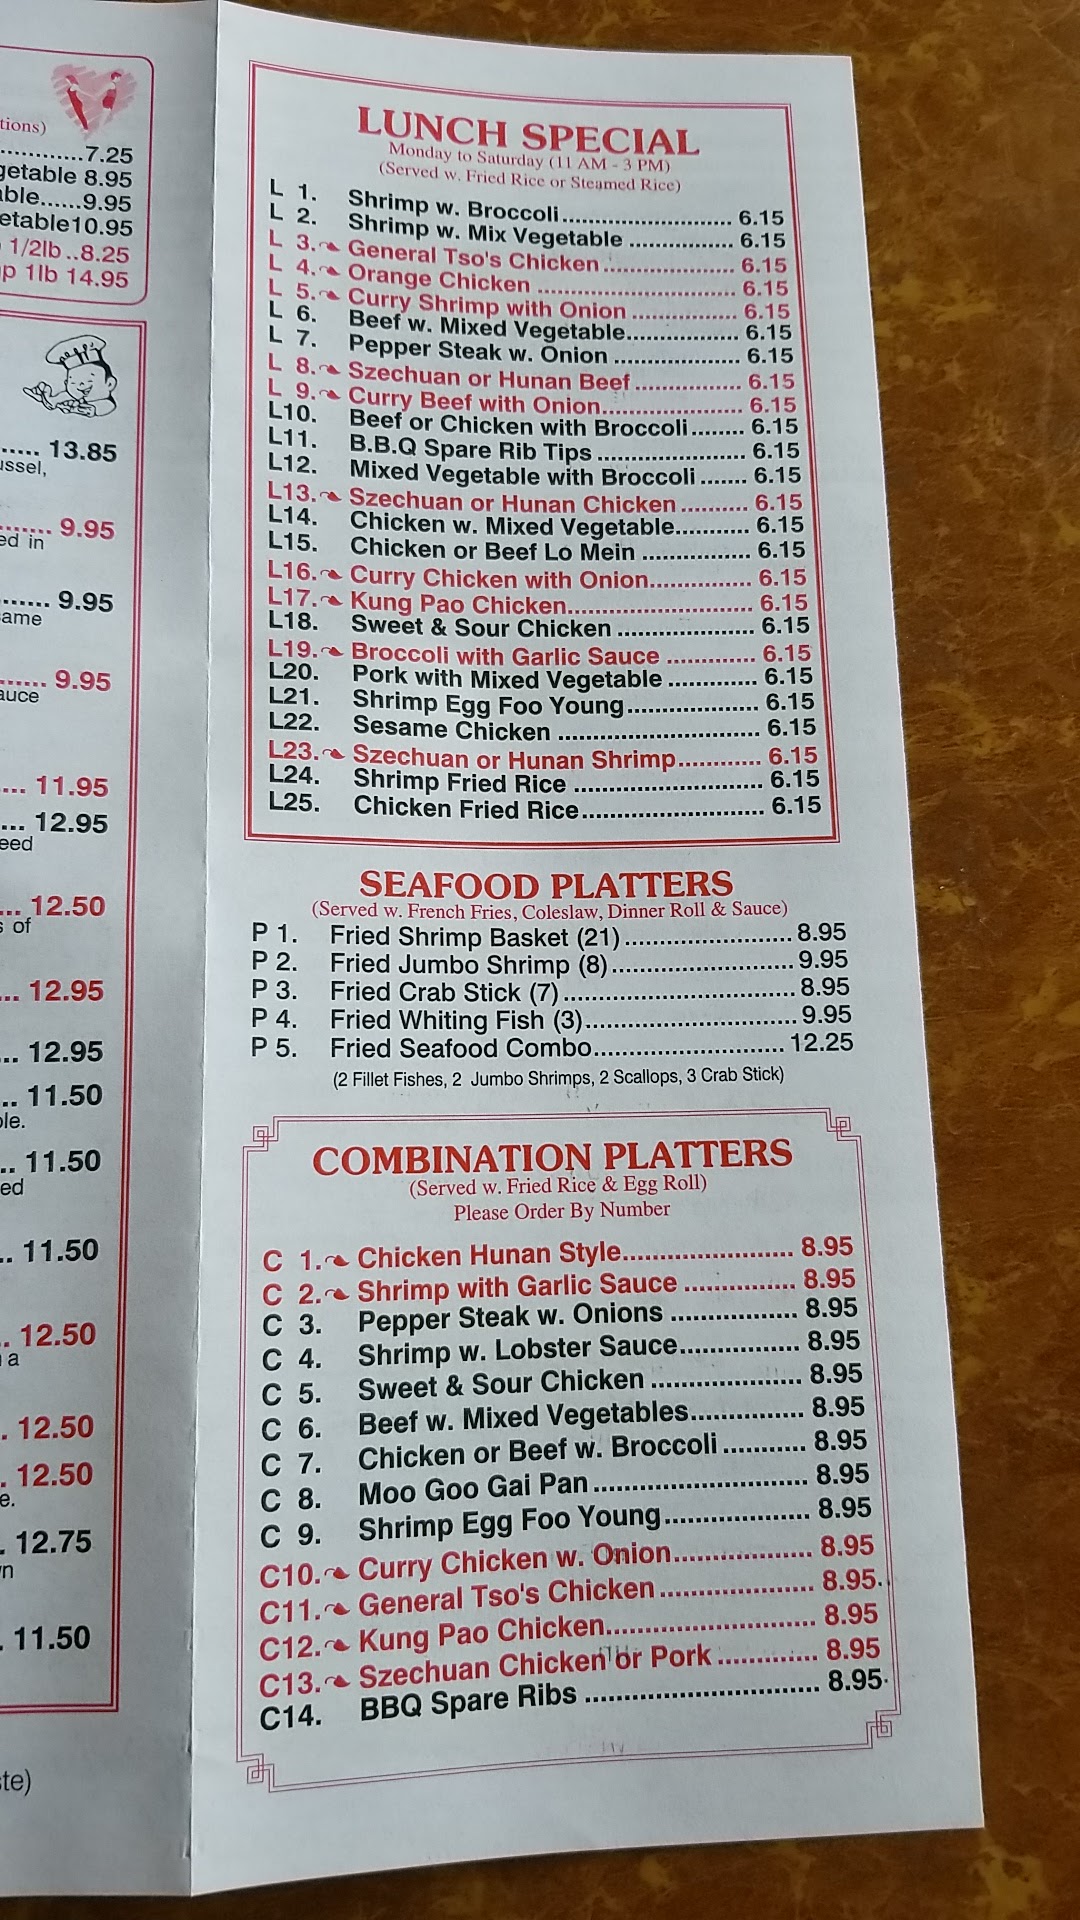 tions)
7.25
getable 8.95
able......9.95
etable10.95
1/2lb ..8.25
p 1lb 14.95
13.85
ussel,
9.95
ed in
9.95
ame
9.95
auce
11.95
12.95
eed
12.50
s of
12.95
12.95
11.50
ole.
11.50
ed
11.50
12.50
a
12.50
12.50
e.
12.75
n
11.50
ste)
LUNCH SPECIAL
Monday to Saturday (11 AM - 3 PM)
(Served w. Fried Rice or Steamed Rice)
L 1. Shrimp w. Broccoli 6.15
L 2. Shrimp w. Mix Vegetable 6.15
L 3. General Tso's Chicken 6.15
L 4. Orange Chicken 6.15
L 5. Curry Shrimp with Onion 6.15
L 6. Beef w. Mixed Vegetable 6.15
L 7. Pepper Steak w. Onion 6.15
L 8. Szechuan or Hunan Beef 6.15
L 9. Curry Beef with Onion 6.15
L10. Beef or Chicken with Broccoli 6.15
L11. B.B.Q Spare Rib Tips 6.15
L12. Mixed Vegetable with Broccoli 6.15
L13. Szechuan or Hunan Chicken 6.15
L14. Chicken w. Mixed Vegetable 6.15
L15. Chicken or Beef Lo Mein 6.15
L16. Curry Chicken with Onion 6.15
L17. Kung Pao Chicken 6.15
L18. Sweet & Sour Chicken 6.15
L19. Broccoli with Garlic Sauce 6.15
L20. Pork with Mixed Vegetable 6.15
L21. Shrimp Egg Foo Young 6.15
L22. Sesame Chicken 6.15
L23. Szechuan or Hunan Shrimp 6.15
L24. Shrimp Fried Rice 6.15
L25. Chicken Fried Rice 6.15
SEAFOOD PLATTERS
(Served w. French Fries, Coleslaw, Dinner Roll & Sauce)
P 1. Fried Shrimp Basket (21) 8.95
P 2. Fried Jumbo Shrimp (8) 9.95
P 3. Fried Crab Stick (7) 8.95
P 4. Fried Whiting Fish (3) 9.95
P 5. Fried Seafood Combo 12.25
(2 Fillet Fishes, 2 Jumbo Shrimps, 2 Scallops, 3 Crab Stick)
COMBINATION PLATTERS
(Served w. Fried Rice & Egg Roll)
Please Order By Number
C 1. Chicken Hunan Style 8.95
C 2. Shrimp with Garlic Sauce 8.95
C 3. Pepper Steak w. Onions 8.95
C 4. Shrimp w. Lobster Sauce 8.95
C 5. Sweet & Sour Chicken 8.95
C 6. Beef w. Mixed Vegetables 8.95
C 7. Chicken or Beef w. Broccoli 8.95
C 8. Moo Goo Gai Pan 8.95
C 9. Shrimp Egg Foo Young 8.95
C10. Curry Chicken w. Onion 8.95
C11. General Tso's Chicken 8.95
C12. Kung Pao Chicken 8.95
C13. Szechuan Chicken or Pork 8.95
C14. BBQ Spare Ribs 8.95